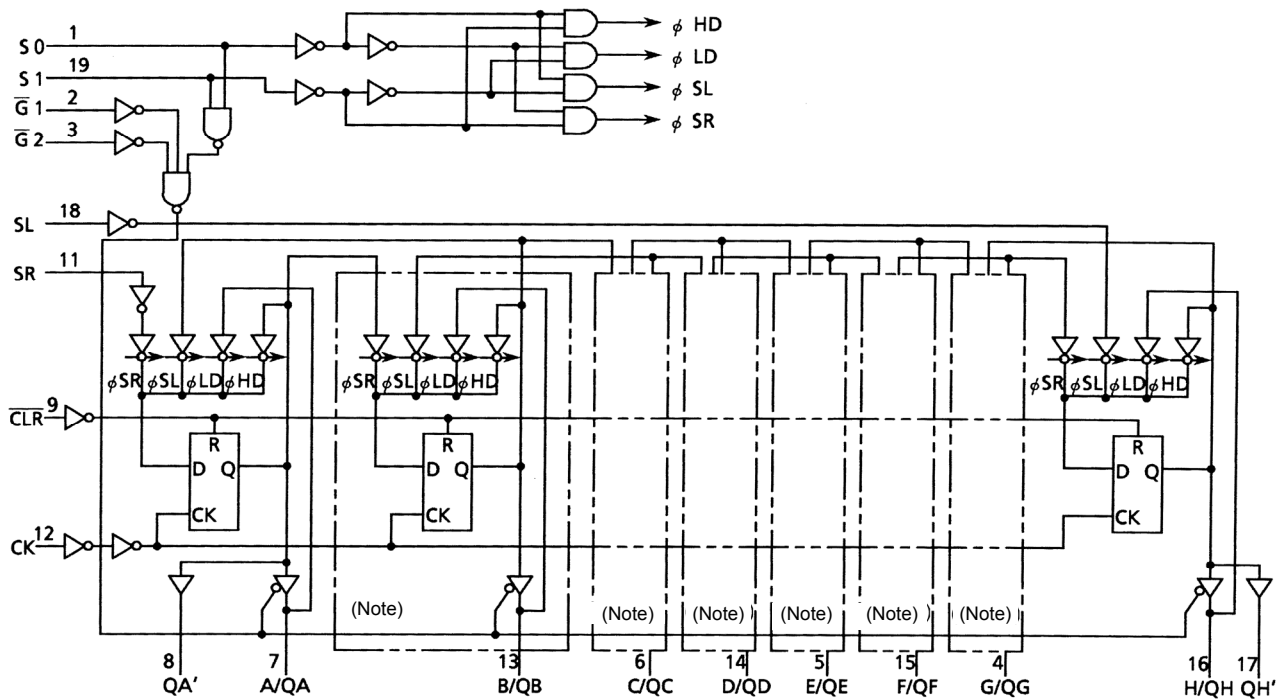 S0 1
S1 19
G̅1 2
G̅2 3
ϕ HD
ϕ LD
ϕ SL
ϕ SR
SL 18
SR 11
ϕSR ϕSL ϕLD ϕHD
ϕSR ϕSL ϕLD ϕHD
ϕSR ϕSL ϕLD ϕHD
C̅L̅R̅ 9
R
D Q
CK
R
D Q
CK
R
D Q
CK
CK 12
(Note)
(Note)
(Note)
(Note)
(Note)
(Note)
8 7 13 6 14 5 15 4 16 17
QA' A/QA B/QB C/QC D/QD E/QE F/QF G/QG H/QH QH'